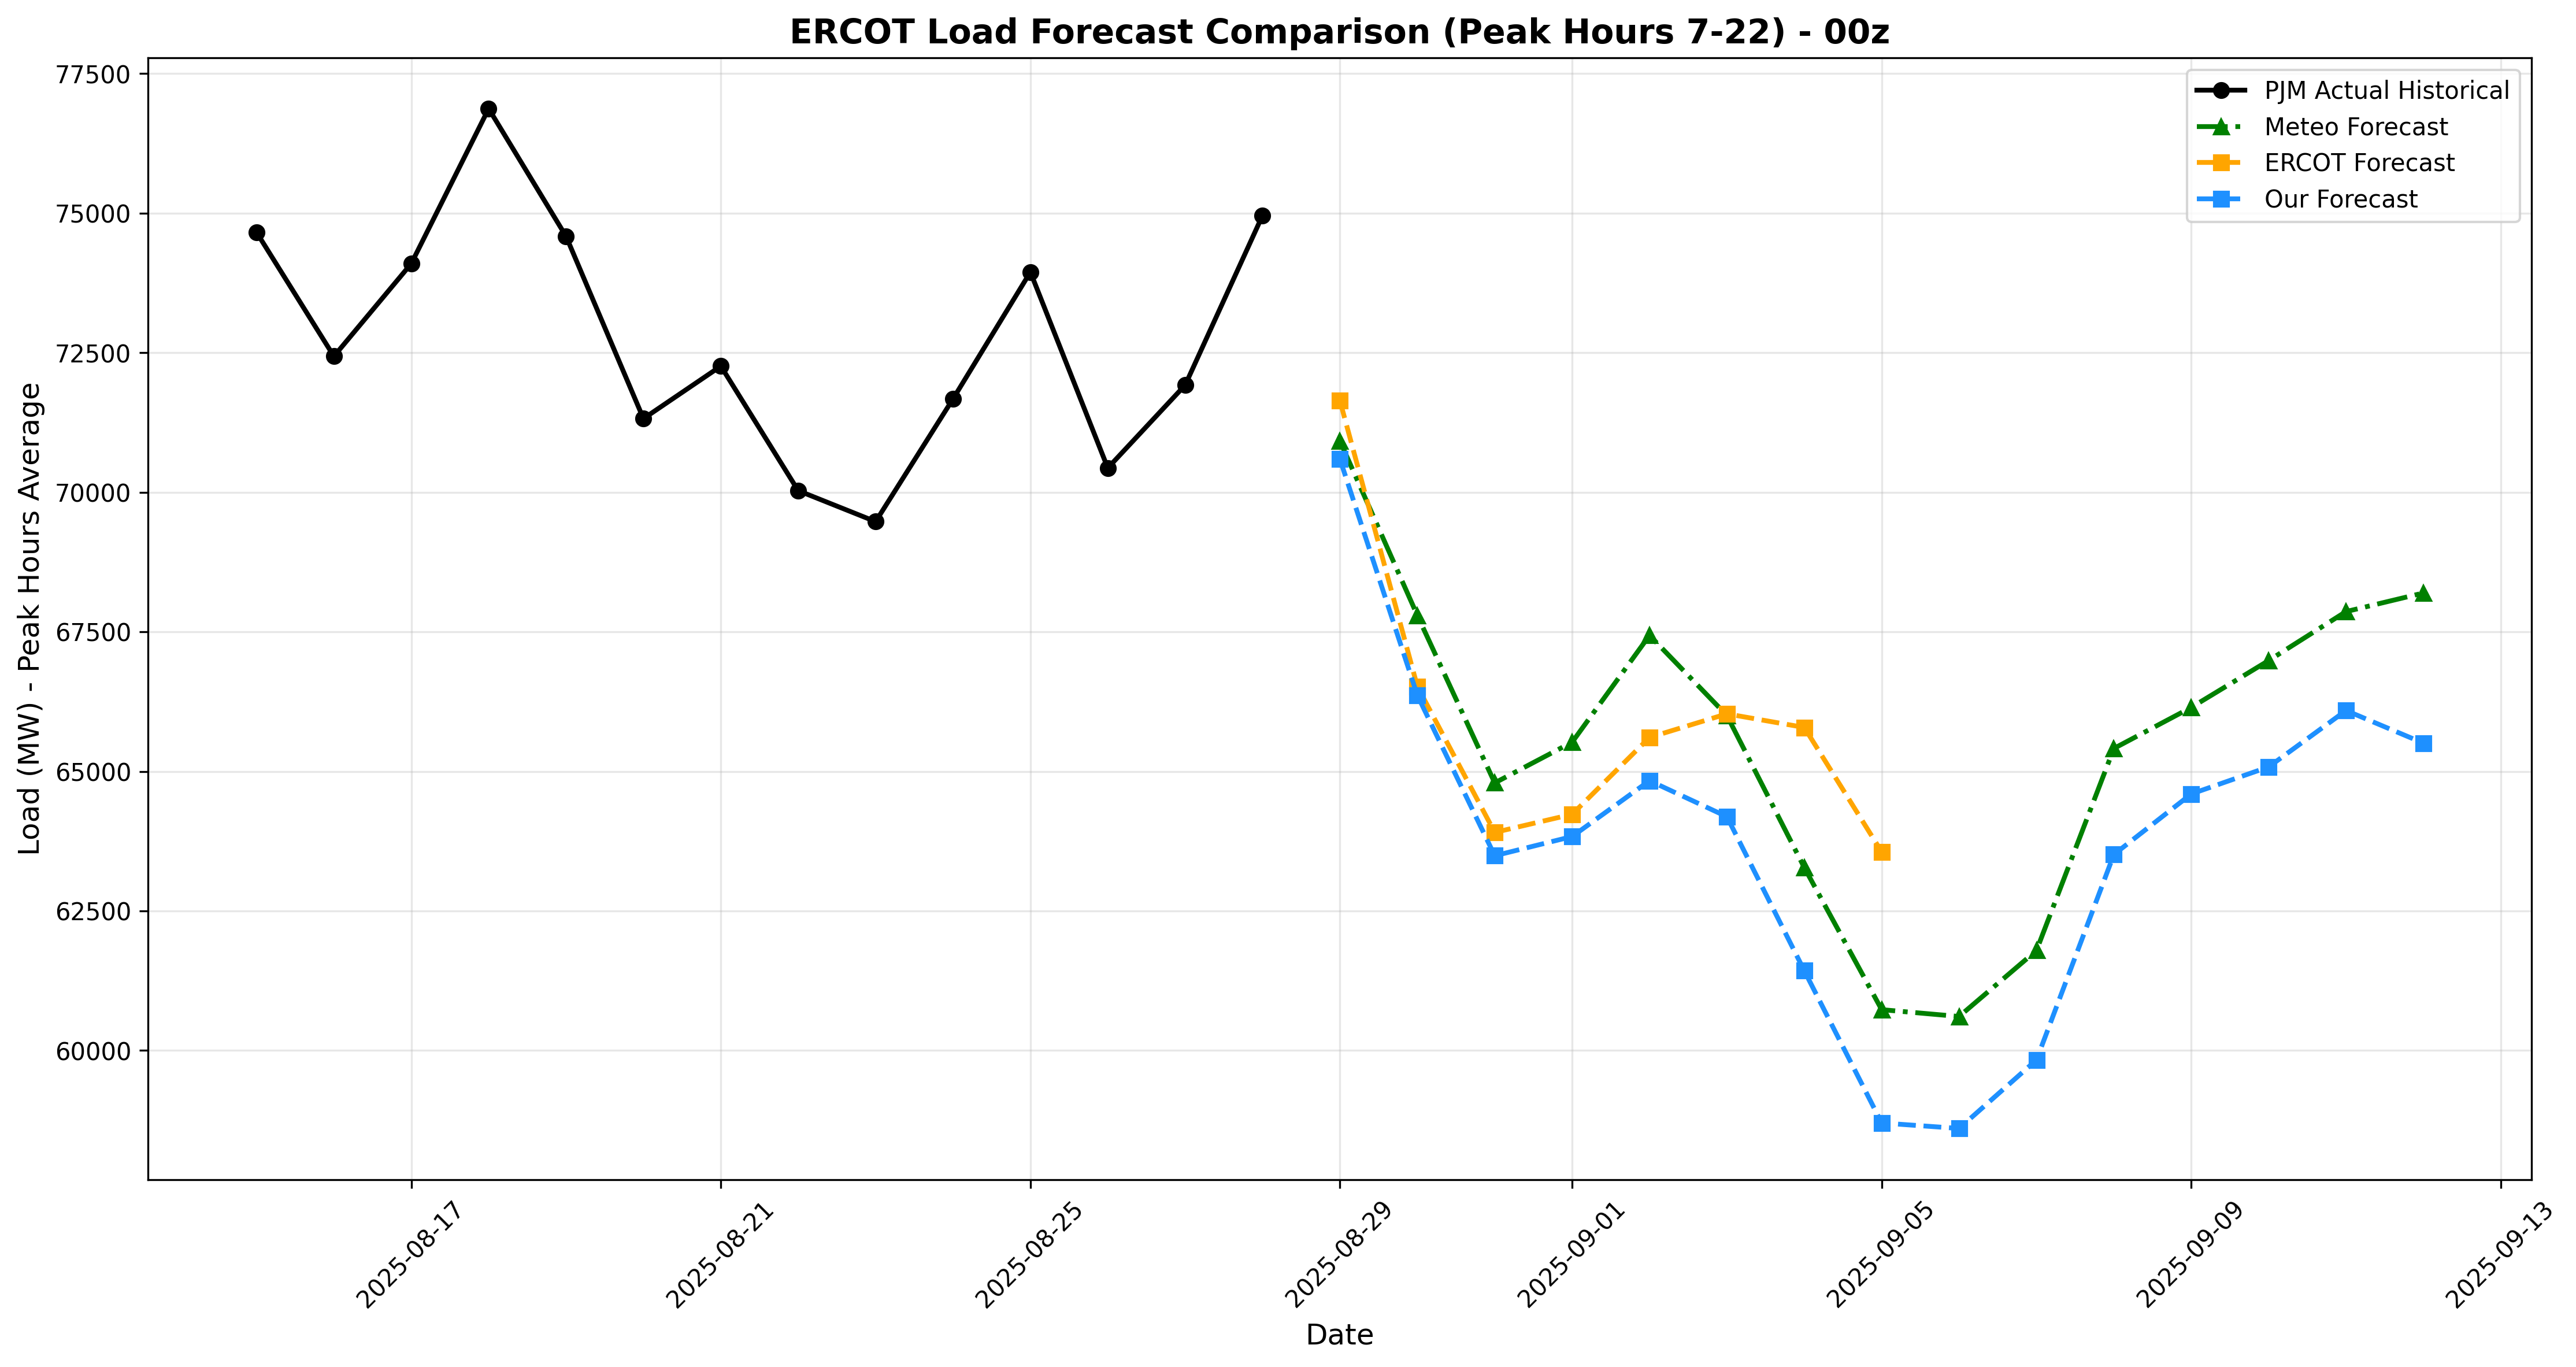 ERCOT Load Forecast Comparison (Peak Hours 7-22) - 00z
PJM Actual Historical
Meteo Forecast
ERCOT Forecast
Our Forecast
Load (MW) - Peak Hours Average
77500
75000
72500
70000
67500
65000
62500
60000
2025-08-17
2025-08-21
2025-08-25
2025-08-29
2025-09-01
2025-09-05
2025-09-09
2025-09-13
Date